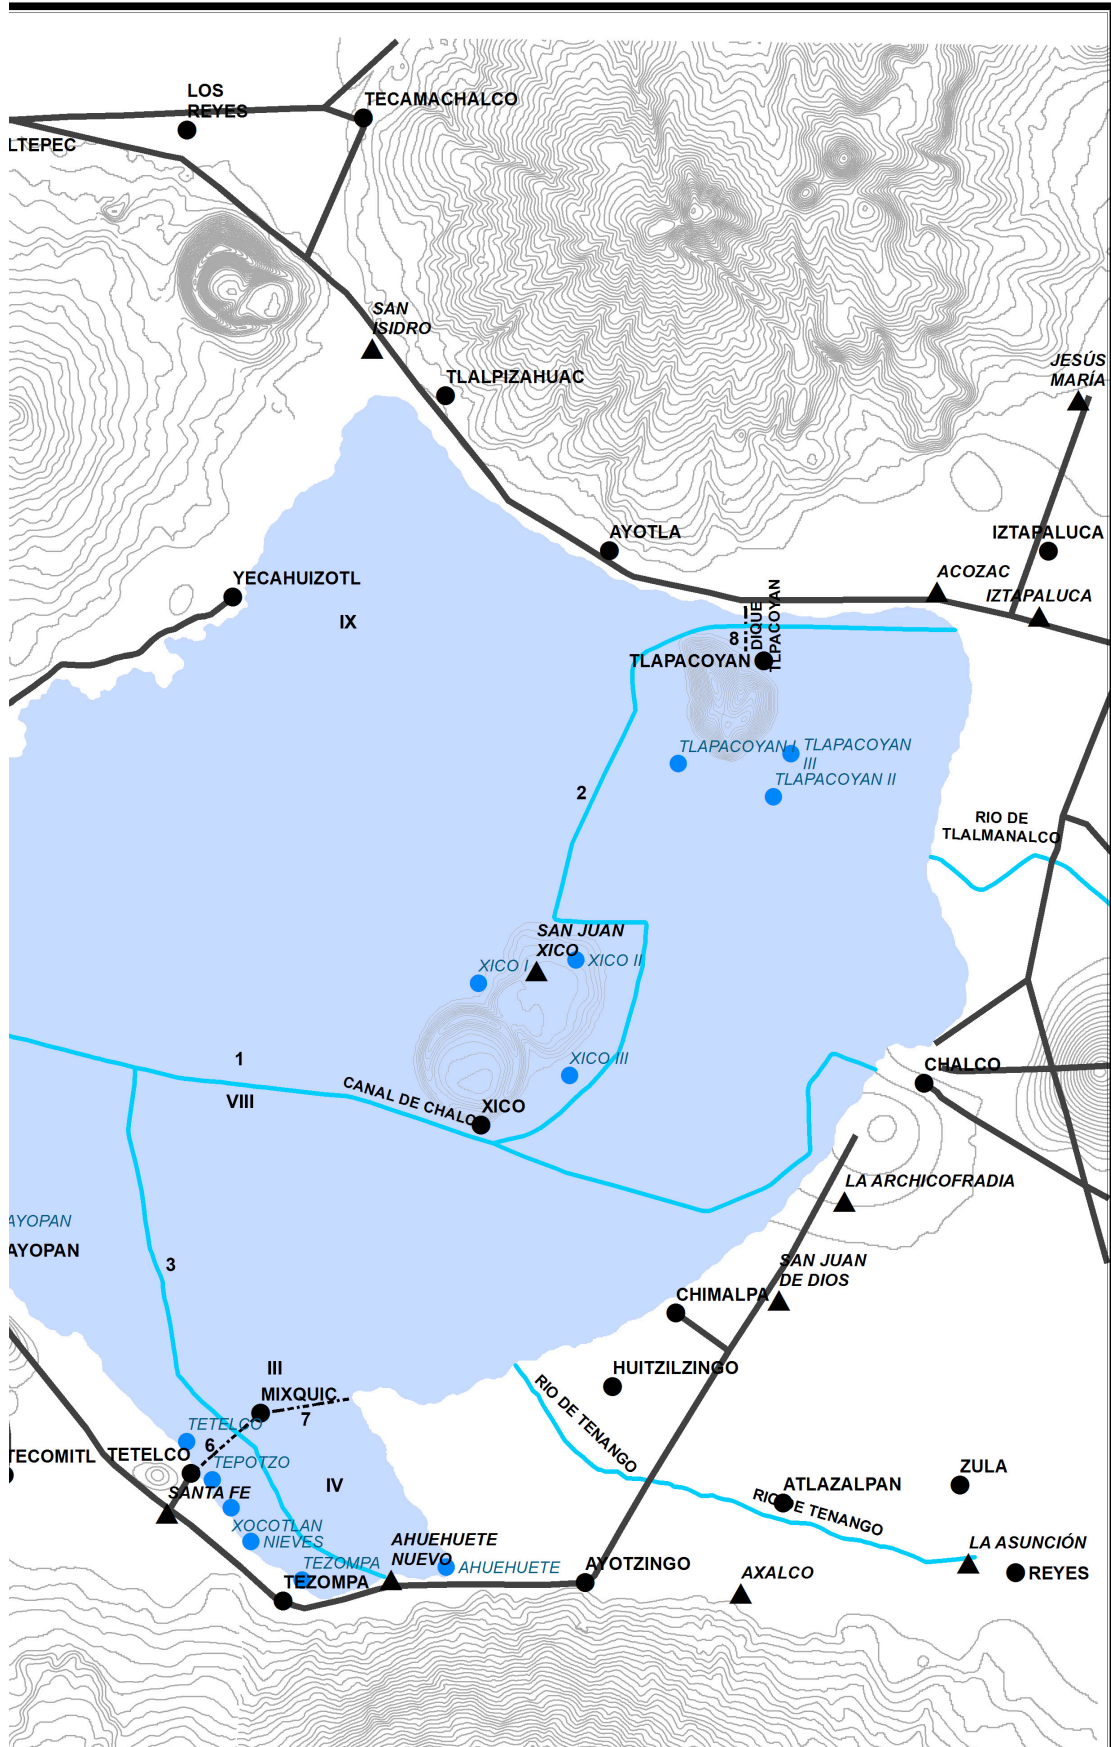 LOS
REYES
TECAMACHALCO
LTEPEC
SAN
ISIDRO
TLALPIZAHUAC
JESÚS
MARÍA
AYOTLA
IZTAPALUCA
YECAHUIZOTL
ACOZAC
IZTAPALUCA
IX
8
DIQUE
TLPACOYAN
TLAPACOYAN
TLAPACOYAN I
TLAPACOYAN
III
TLAPACOYAN II
2
RIO DE
TLALMANALCO
SAN JUAN
XICO
XICO I
XICO II
1
XICO III
CHALCO
VIII
CANAL DE CHALC
XICO
LA ARCHICOFRADIA
AYOPAN
AYOPAN
3
SAN JUAN
DE DIOS
CHIMALPA
III
HUITZILZINGO
MIXQUIC
7
RIO DE TENANGO
TETELCO
6
TECOMITL
TETELCO
TEPOTZO
ZULA
IV
ATLAZALPAN
SANTA FE
RIO DE TENANGO
XOCOTLAN
NIEVES
AHUEHUETE
NUEVO
LA ASUNCIÓN
TEZOMPA
AHUEHUETE
AYOTZINGO
TEZOMPA
AXALCO
REYES